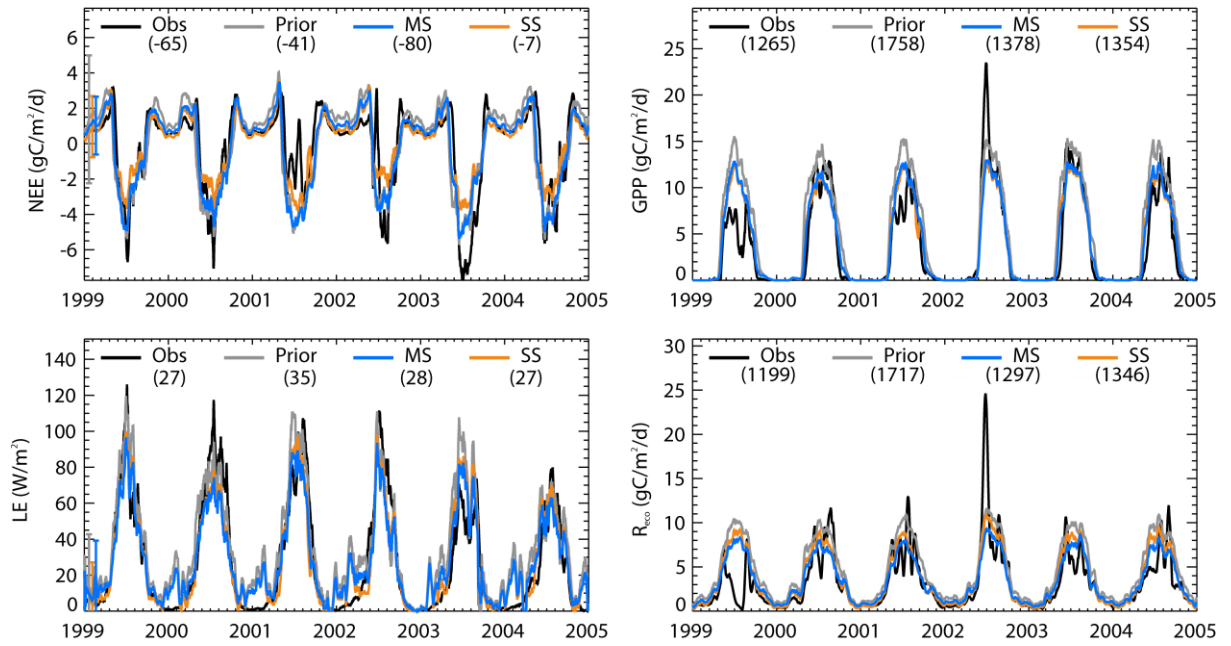 Obs Prior MS SS
(-65) (-41) (-80) (-7)
NEE (gC/m²/d)
6
4
2
0
-2
-4
-6
1999 2000 2001 2002 2003 2004 2005
Obs Prior MS SS
(1265) (1758) (1378) (1354)
GPP (gC/m²/d)
25
20
15
10
5
0
1999 2000 2001 2002 2003 2004 2005
Obs Prior MS SS
(27) (35) (28) (27)
LE (W/m²)
140
120
100
80
60
40
20
0
1999 2000 2001 2002 2003 2004 2005
Obs Prior MS SS
(1199) (1717) (1297) (1346)
Reco (gC/m²/d)
30
25
20
15
10
5
0
1999 2000 2001 2002 2003 2004 2005